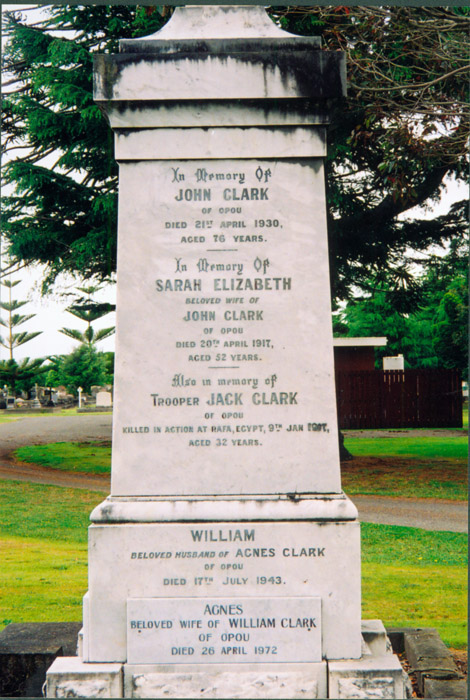 In Memory Of
JOHN CLARK
OF OPOU
DIED 21ST APRIL 1930,
AGED 76 YEARS.
In Memory Of
SARAH ELIZABETH
BELOVED WIFE OF
JOHN CLARK
OF OPOU
DIED 20TH APRIL 1917,
AGED 52 YEARS.
Also in memory of
TROOPER JACK CLARK
OF OPOU
KILLED IN ACTION AT RAFA, EGYPT, 9TH JAN
AGED 32 YEARS.
WILLIAM
BELOVED HUSBAND OF AGNES CLARK
OF OPOU
DIED 17TH JULY 1943.
AGNES
BELOVED WIFE OF WILLIAM CLARK
OF OPOU
DIED 26 APRIL 1972